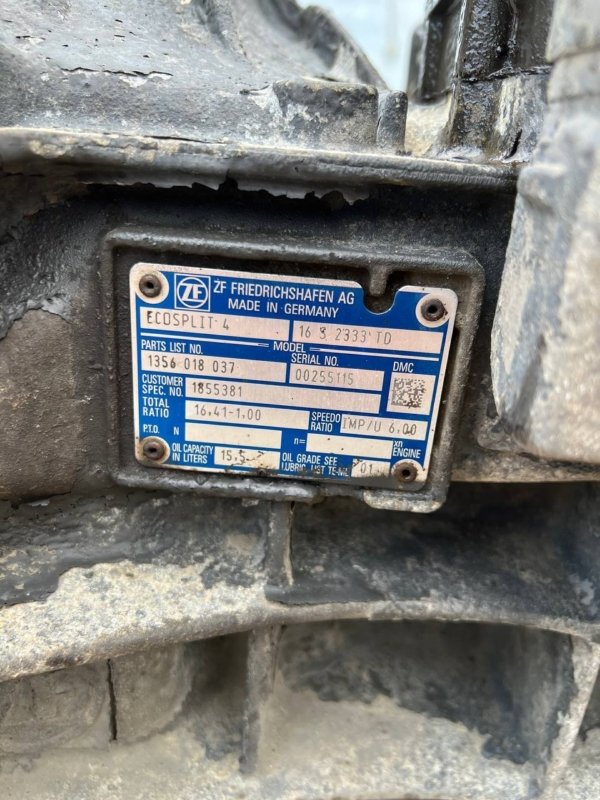 ZF
ZF FRIEDRICHSHAFEN AG
MADE IN GERMANY
ECOSPLIT 4 16 S 2333 TD
MODEL
PARTS LIST NO. SERIAL NO. DMC
1356 018 037 00255115
CUSTOMER SPEC. NO. 1855381
TOTAL RATIO 16,41-1,00 SPEEDO RATIO IMP/U 6.00
P.T.O. N n= xn ENGINE
OIL CAPACITY IN LITERS 15,5 OIL GRADE SEE LUBRIC. LIST TE-ML 01